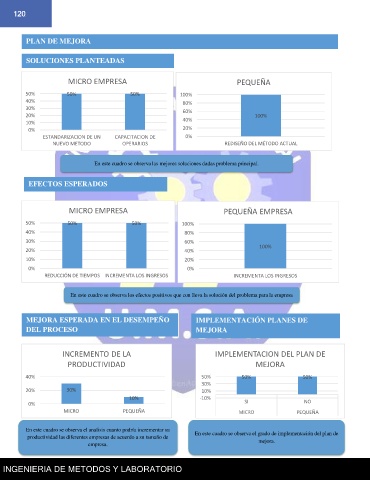 120
PLAN DE MEJORA
SOLUCIONES PLANTEADAS
MICRO EMPRESA
50%
40%
30%
20%
10%
0%
50%
50%
ESTANDARIZACION DE UN NUEVO METODO
CAPACITACION DE OPERARIOS
PEQUEÑA
100%
80%
60%
40%
20%
0%
100%
REDISEÑO DEL METODO ACTUAL
En este cuadro se observa las mejores soluciones dadas problema principal.
EFECTOS ESPERADOS
MICRO EMPRESA
50%
40%
30%
20%
10%
0%
50%
50%
REDUCCIÓN DE TIEMPOS
INCREMENTA LOS INGRESOS
PEQUEÑA EMPRESA
100%
80%
60%
40%
20%
0%
100%
INCREMENTA LOS INGRESOS
En este cuadro se observa los efectos positivos que con lleva la solución del problema para la empresa.
MEJORA ESPERADA EN EL DESEMPEÑO
DEL PROCESO
INCREMENTO DE LA
PRODUCTIVIDAD
40%
20%
0%
30%
10%
MICRO
PEQUEÑA
En este cuadro se observa el analisis cuanto podría incrementar su
productividad las diferentes empresas de acuerdo a su tamaño de
empresa.
IMPLEMENTACIÓN PLANES DE
MEJORA
IMPLEMENTACION DEL PLAN DE
MEJORA
50%
30%
10%
-10%
50%
50%
SI
NO
MICRO
PEQUEÑA
En este cuadro se observa el grado de implementación del plan de
mejora.
INGENIERIA DE METODOS Y LABORATORIO